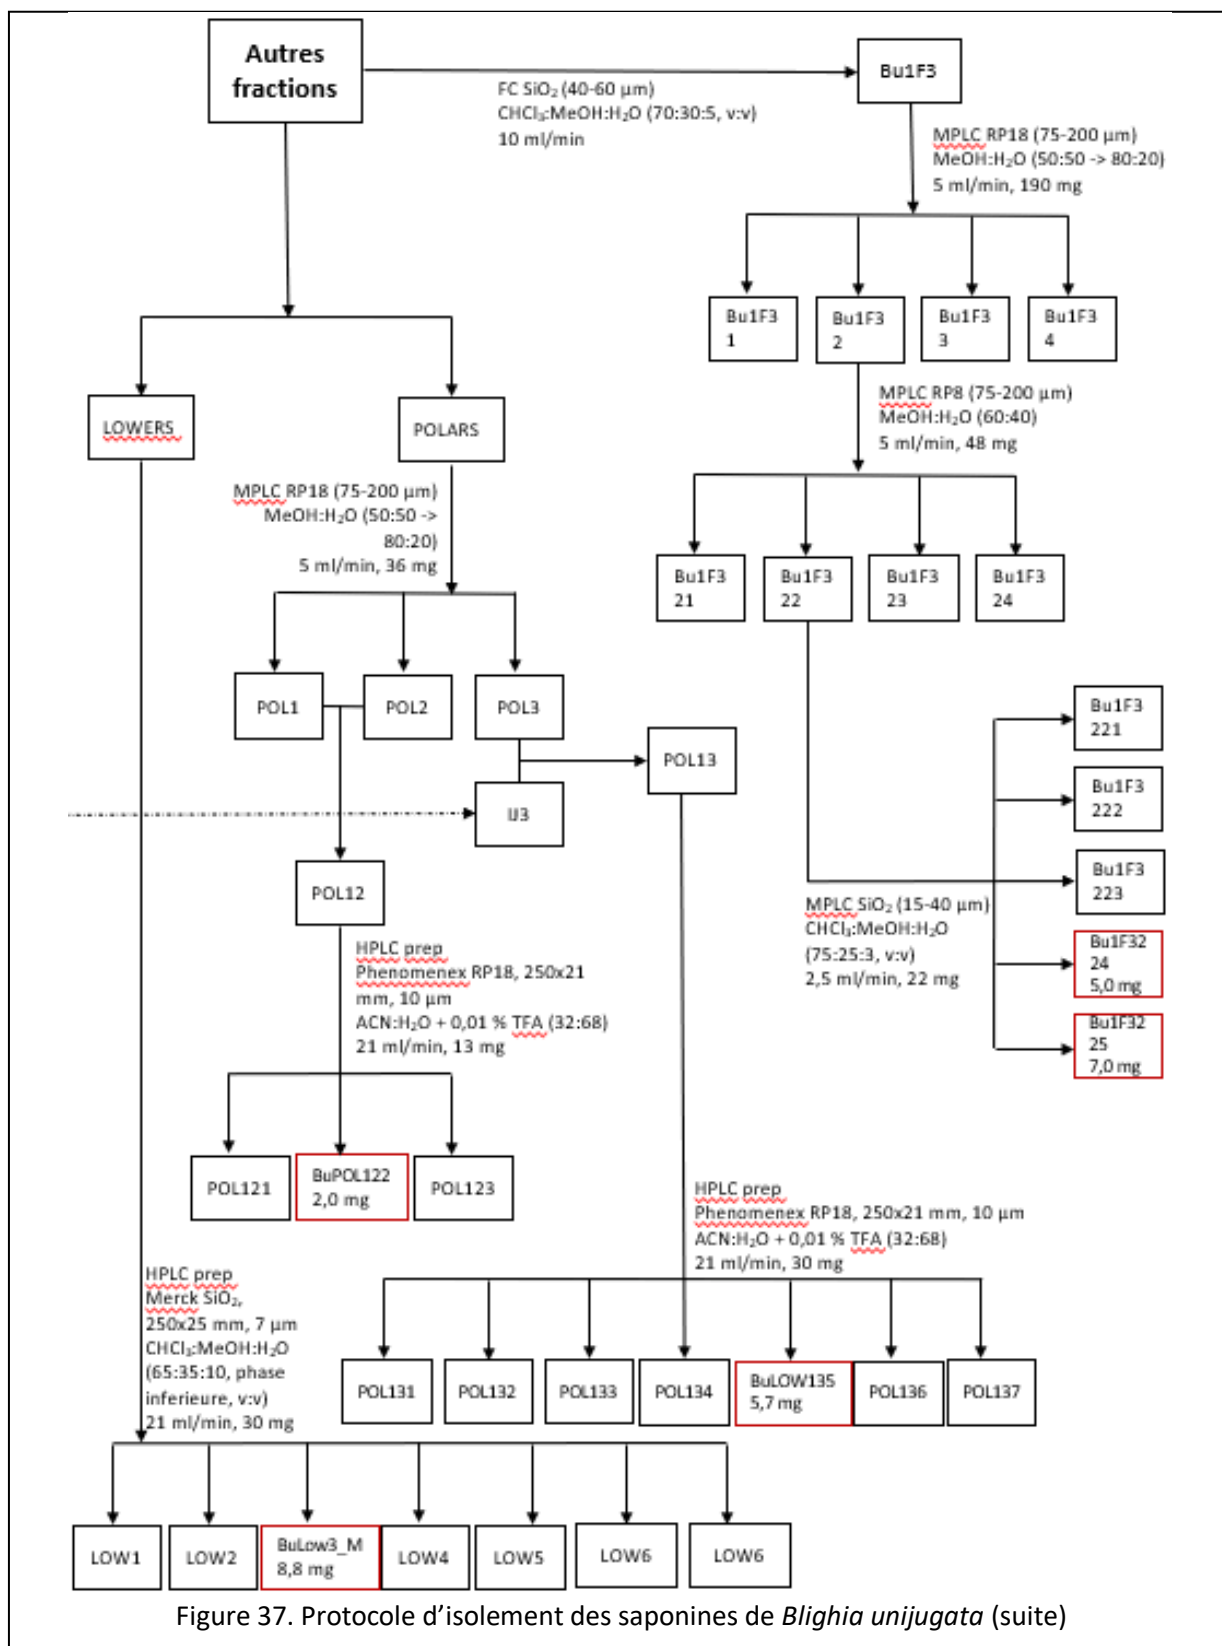 Autres
fractions
FC SiO₂ (40-60 µm)
CHCl₃:MeOH:H₂O (70:30:5, v:v)
10 ml/min
Bu1F3
MPLC RP18 (75-200 µm)
MeOH:H₂O (50:50 -> 80:20)
5 ml/min, 190 mg
Bu1F3
1
Bu1F3
2
Bu1F3
3
Bu1F3
4
MPLC RP8 (75-200 µm)
MeOH:H₂O (60:40)
5 ml/min, 48 mg
LOWERS
POLARS
MPLC RP18 (75-200 µm)
MeOH:H₂O (50:50 ->
80:20)
5 ml/min, 36 mg
Bu1F3
21
Bu1F3
22
Bu1F3
23
Bu1F3
24
POL1
POL2
POL3
POL13
IJ3
POL12
Bu1F3
221
Bu1F3
222
Bu1F3
223
Bu1F32
24
5,0 mg
Bu1F32
25
7,0 mg
MPLC SiO₂ (15-40 µm)
CHCl₃:MeOH:H₂O
(75:25:3, v:v)
2,5 ml/min, 22 mg
HPLC prep
Phenomenex RP18, 250x21
mm, 10 µm
ACN:H₂O + 0,01 % TFA (32:68)
21 ml/min, 13 mg
POL121
BuPOL122
2,0 mg
POL123
HPLC prep
Phenomenex RP18, 250x21 mm, 10 µm
ACN:H₂O + 0,01 % TFA (32:68)
21 ml/min, 30 mg
HPLC prep
Merck SiO₂,
250x25 mm, 7 µm
CHCl₃:MeOH:H₂O
(65:35:10, phase
inferieure, v:v)
21 ml/min, 30 mg
POL131
POL132
POL133
POL134
BuLOW135
5,7 mg
POL136
POL137
LOW1
LOW2
BuLow3_M
8,8 mg
LOW4
LOW5
LOW6
LOW6
Figure 37. Protocole d'isolement des saponines de Blighia unijugata (suite)